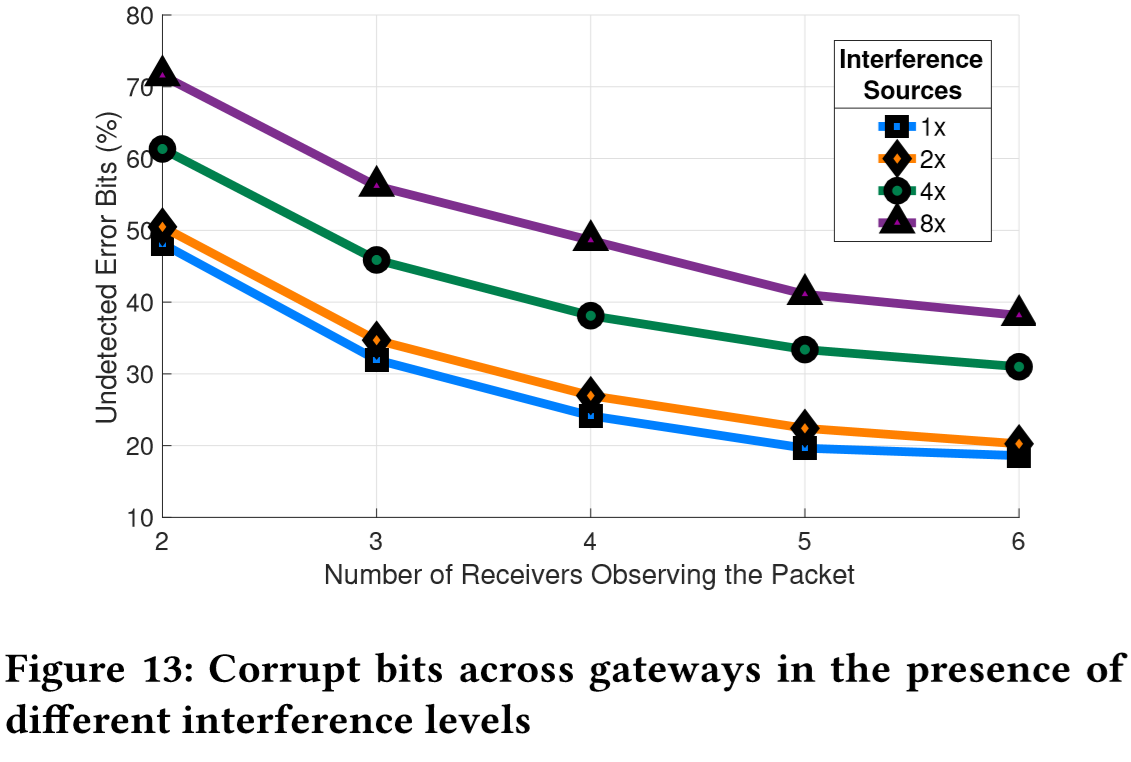 80
70
60
50
40
30
20
10
Undetected Error Bits (%)
Interference
Sources
1x
2x
4x
8x
2 3 4 5 6
Number of Receivers Observing the Packet
Figure 13: Corrupt bits across gateways in the presence of
different interference levels